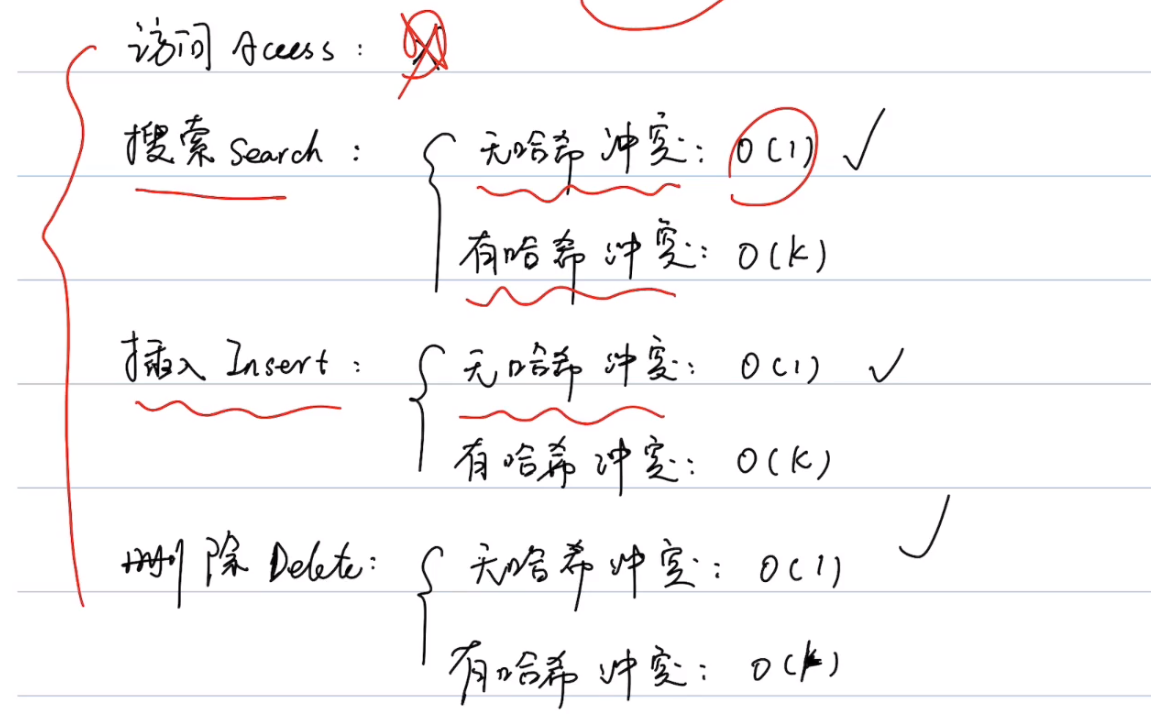 访问 Access: X
搜索 Search: 无哈希冲突: O(1) ✓
有哈希冲突: O(K)
插入 Insert: 无哈希冲突: O(1) ✓
有哈希冲突: O(K)
删除 Delete: 无哈希冲突: O(1) ✓
有哈希冲突: O(K)